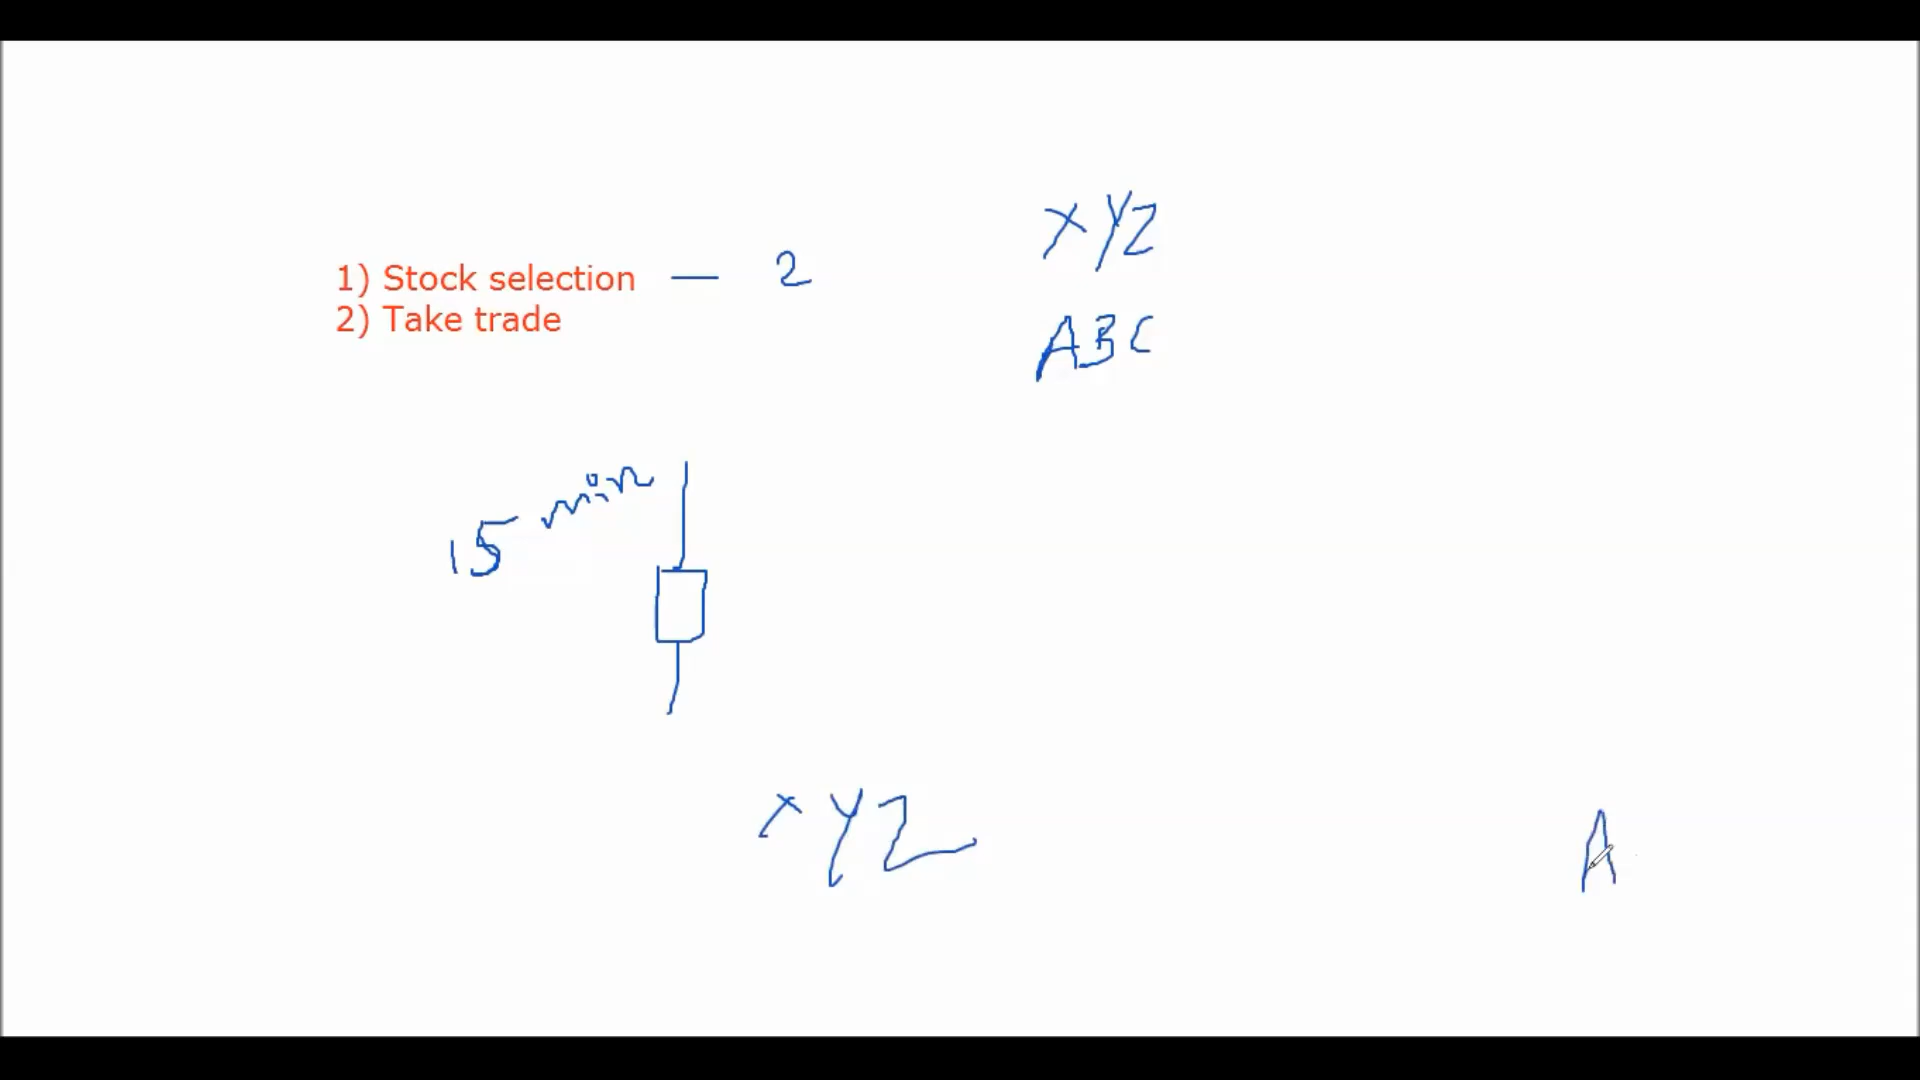 1) Stock selection — 2
2) Take trade
XYZ
ABC
15 min
XYZ
A